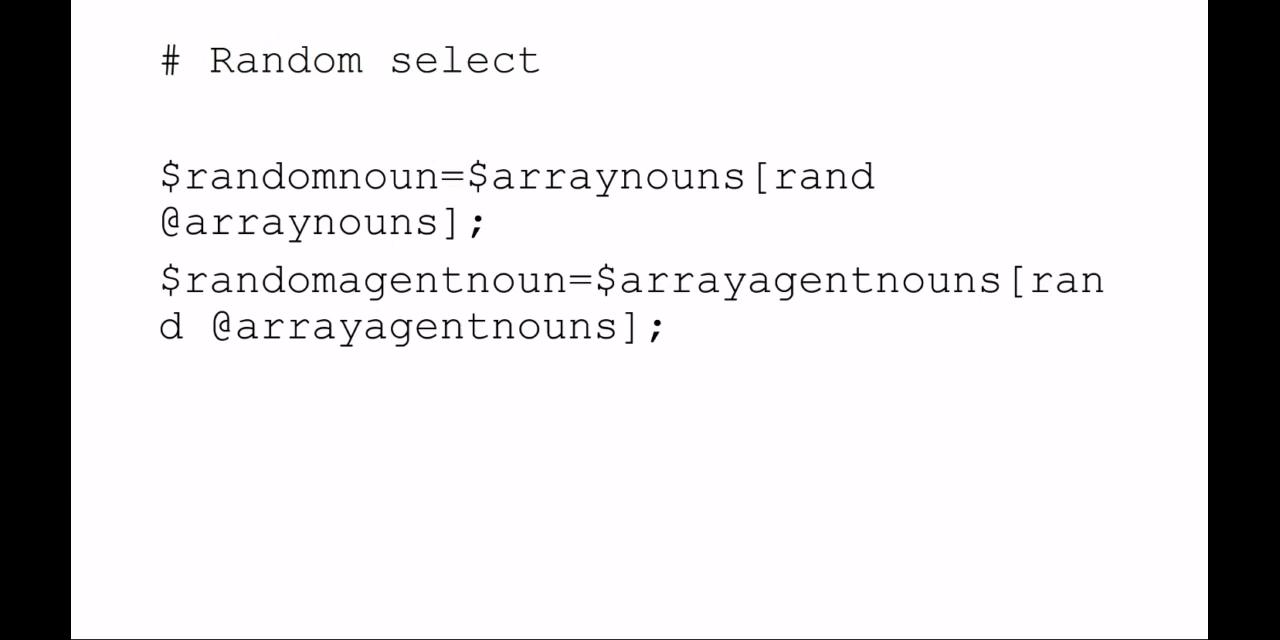 # Random select
$randomnoun=$arraynouns[rand
@arraynouns];
$randomagentnoun=$arrayagentnouns[ran
d @arrayagentnouns];